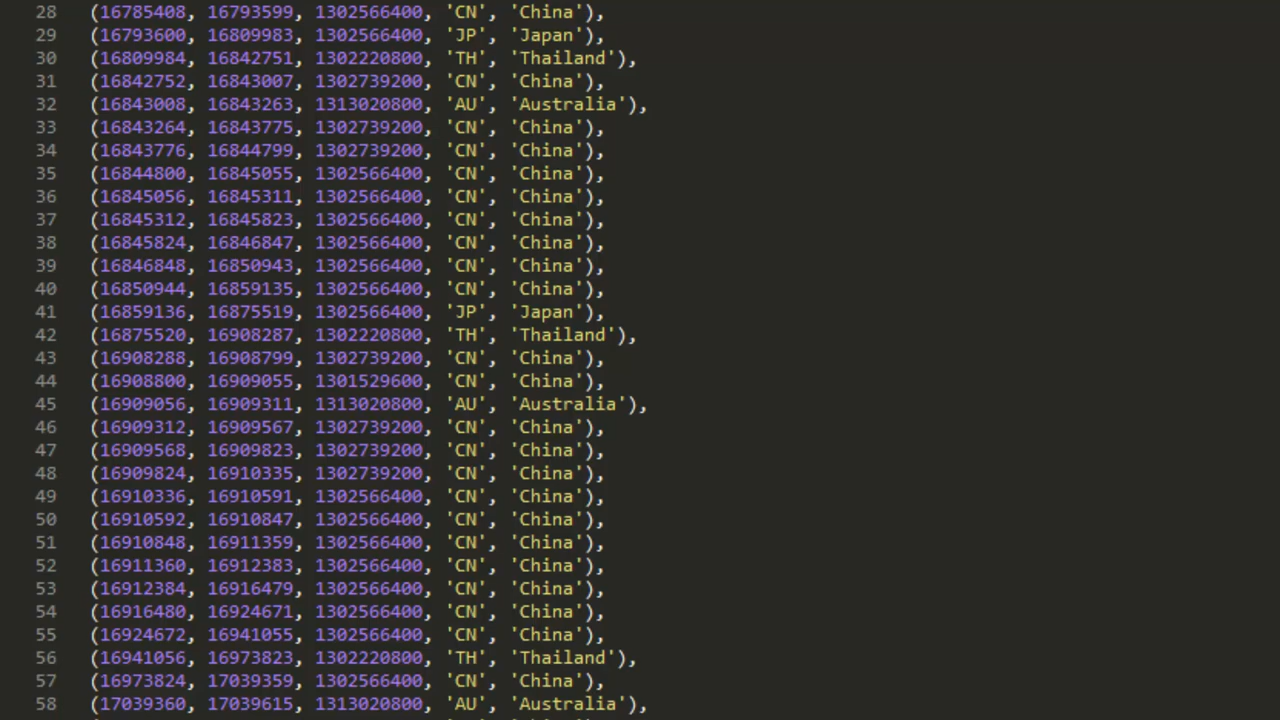 28 (16785408, 16793599, 1302566400, 'CN', 'China'),
29 (16793600, 16809983, 1302566400, 'JP', 'Japan'),
30 (16809984, 16842751, 1302220800, 'TH', 'Thailand'),
31 (16842752, 16843007, 1302739200, 'CN', 'China'),
32 (16843008, 16843263, 1313020800, 'AU', 'Australia'),
33 (16843264, 16843775, 1302739200, 'CN', 'China'),
34 (16843776, 16844799, 1302739200, 'CN', 'China'),
35 (16844800, 16845055, 1302566400, 'CN', 'China'),
36 (16845056, 16845311, 1302566400, 'CN', 'China'),
37 (16845312, 16845823, 1302566400, 'CN', 'China'),
38 (16845824, 16846847, 1302566400, 'CN', 'China'),
39 (16846848, 16850943, 1302566400, 'CN', 'China'),
40 (16850944, 16859135, 1302566400, 'CN', 'China'),
41 (16859136, 16875519, 1302566400, 'JP', 'Japan'),
42 (16875520, 16908287, 1302220800, 'TH', 'Thailand'),
43 (16908288, 16908799, 1302739200, 'CN', 'China'),
44 (16908800, 16909055, 1301529600, 'CN', 'China'),
45 (16909056, 16909311, 1313020800, 'AU', 'Australia'),
46 (16909312, 16909567, 1302739200, 'CN', 'China'),
47 (16909568, 16909823, 1302739200, 'CN', 'China'),
48 (16909824, 16910335, 1302739200, 'CN', 'China'),
49 (16910336, 16910591, 1302566400, 'CN', 'China'),
50 (16910592, 16910847, 1302566400, 'CN', 'China'),
51 (16910848, 16911359, 1302566400, 'CN', 'China'),
52 (16911360, 16912383, 1302566400, 'CN', 'China'),
53 (16912384, 16916479, 1302566400, 'CN', 'China'),
54 (16916480, 16924671, 1302566400, 'CN', 'China'),
55 (16924672, 16941055, 1302566400, 'CN', 'China'),
56 (16941056, 16973823, 1302220800, 'TH', 'Thailand'),
57 (16973824, 17039359, 1302566400, 'CN', 'China'),
58 (17039360, 17039615, 1313020800, 'AU', 'Australia'),